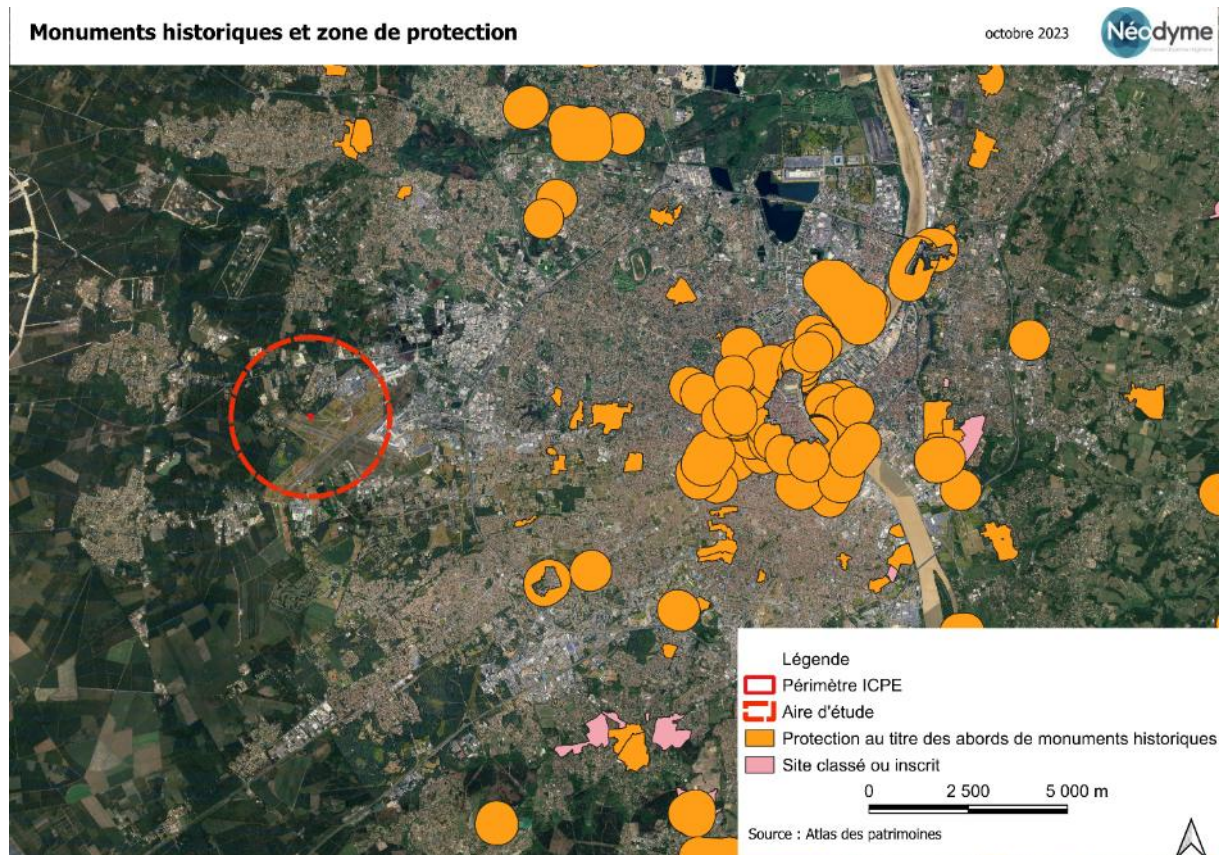 Monuments historiques et zone de protection
octobre 2023
Néodyme
Légende
Périmètre ICPE
Aire d'étude
Protection au titre des abords de monuments historiques
Site classé ou inscrit
0 2 500 5 000 m
Source : Atlas des patrimoines